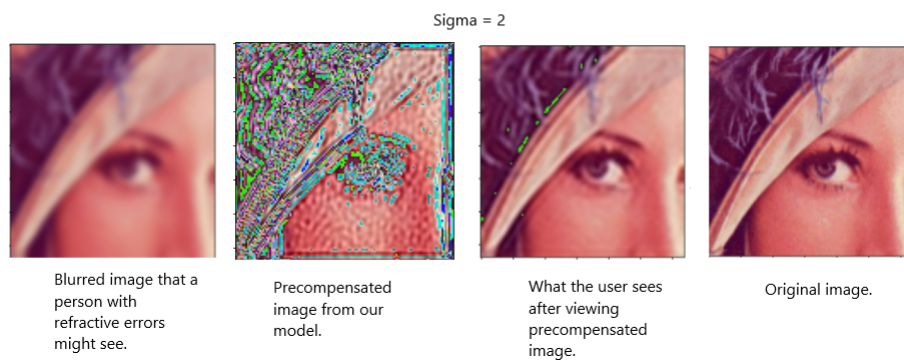 Sigma = 2
Blurred image that a
person with
refractive errors
might see.
Precompensated
image from our
model.
What the user sees
after viewing
precompensated
image.
Original image.